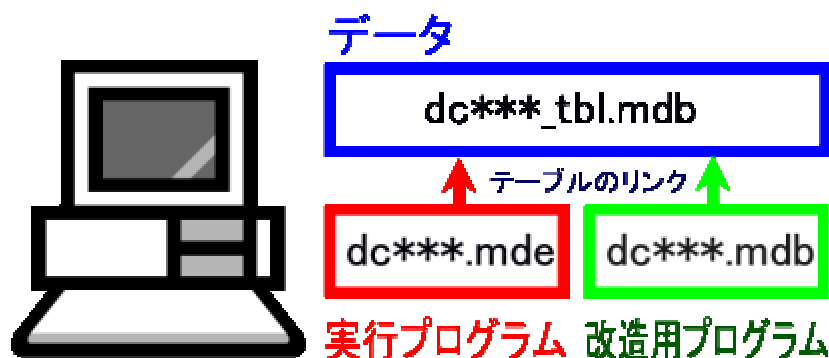 データ
dc***_tbl.mdb
テーブルのリンク
dc***.mde
dc***.mdb
実行プログラム
改造用プログラム